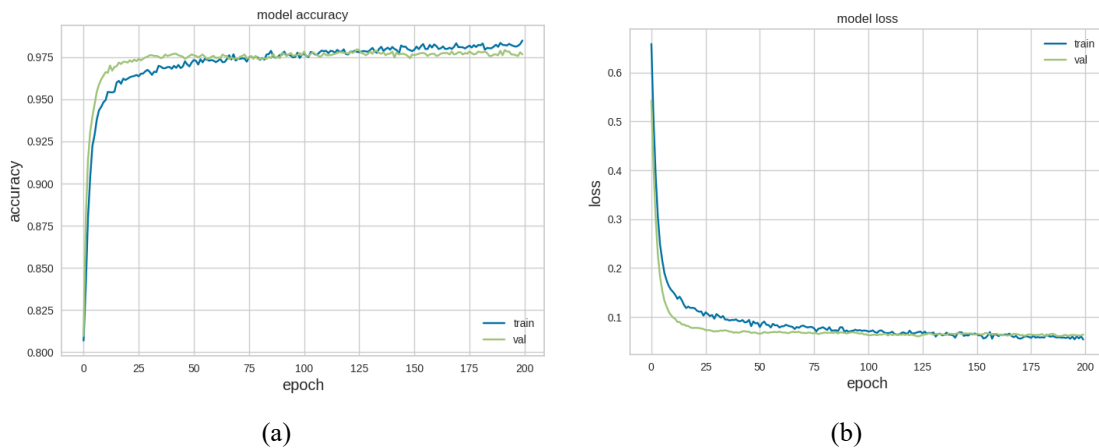 model accuracy
0.975
0.950
0.925
0.900
0.875
0.850
0.825
0.800
accuracy
train
val
0 25 50 75 100 125 150 175 200
epoch
(a)
model loss
train
val
0.6
0.5
0.4
0.3
0.2
0.1
loss
0 25 50 75 100 125 150 175 200
epoch
(b)